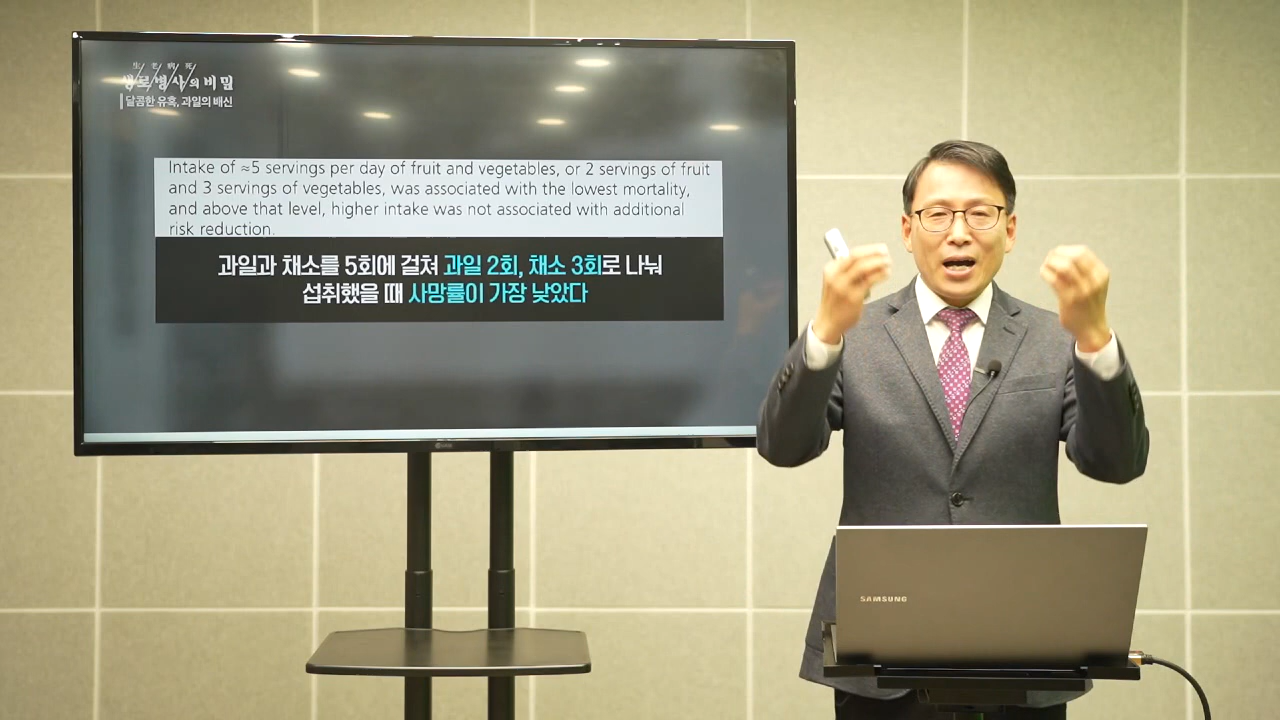 生老病死
생로병사의 비밀
달콤한 유혹, 과일의 배신
Intake of ≈5 servings per day of fruit and vegetables, or 2 servings of fruit
and 3 servings of vegetables, was associated with the lowest mortality,
and above that level, higher intake was not associated with additional
risk reduction.
과일과 채소를 5회에 걸쳐 과일 2회, 채소 3회로 나눠
섭취했을 때 사망률이 가장 낮았다
SAMSUNG